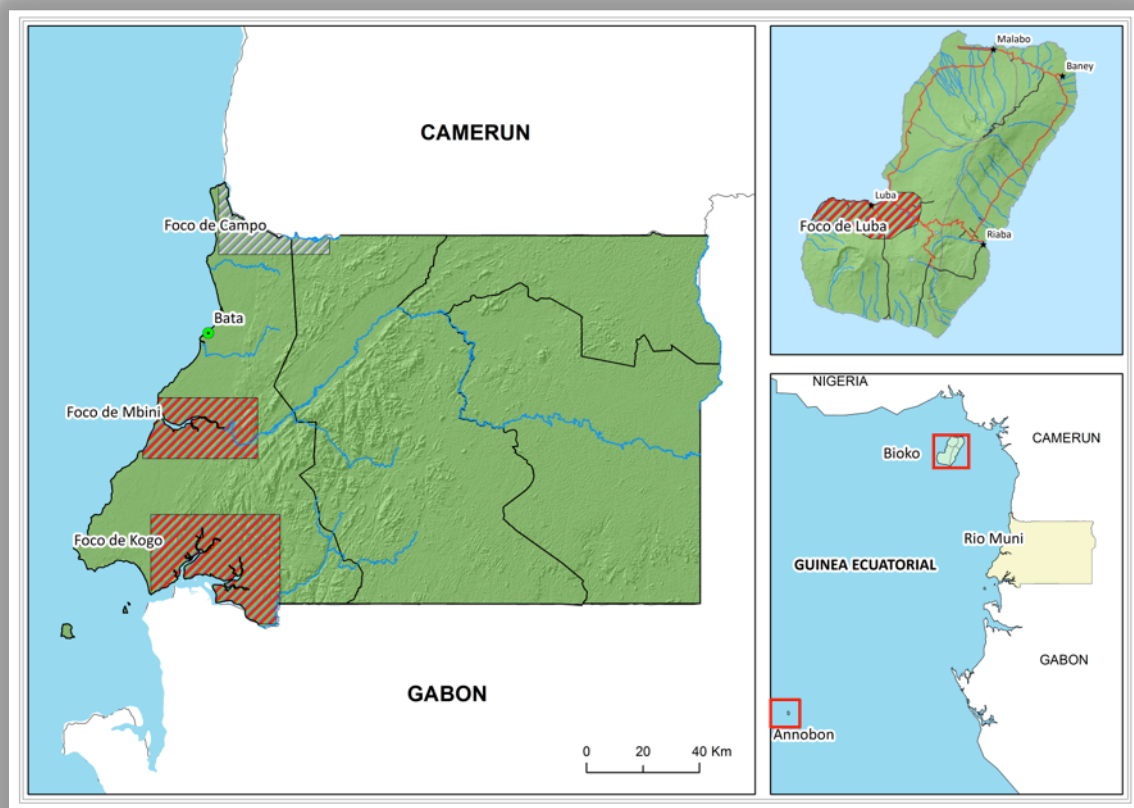 CAMERUN
Foco de Campo
Bata
Foco de Mbini
Foco de Kogo
GABON
0 20 40 Km
Malabo
Baney
Luba
Foco de Luba
Riaba
NIGERIA
CAMERUN
Bioko
Rio Muni
GUINEA ECUATORIAL
GABON
Annobon